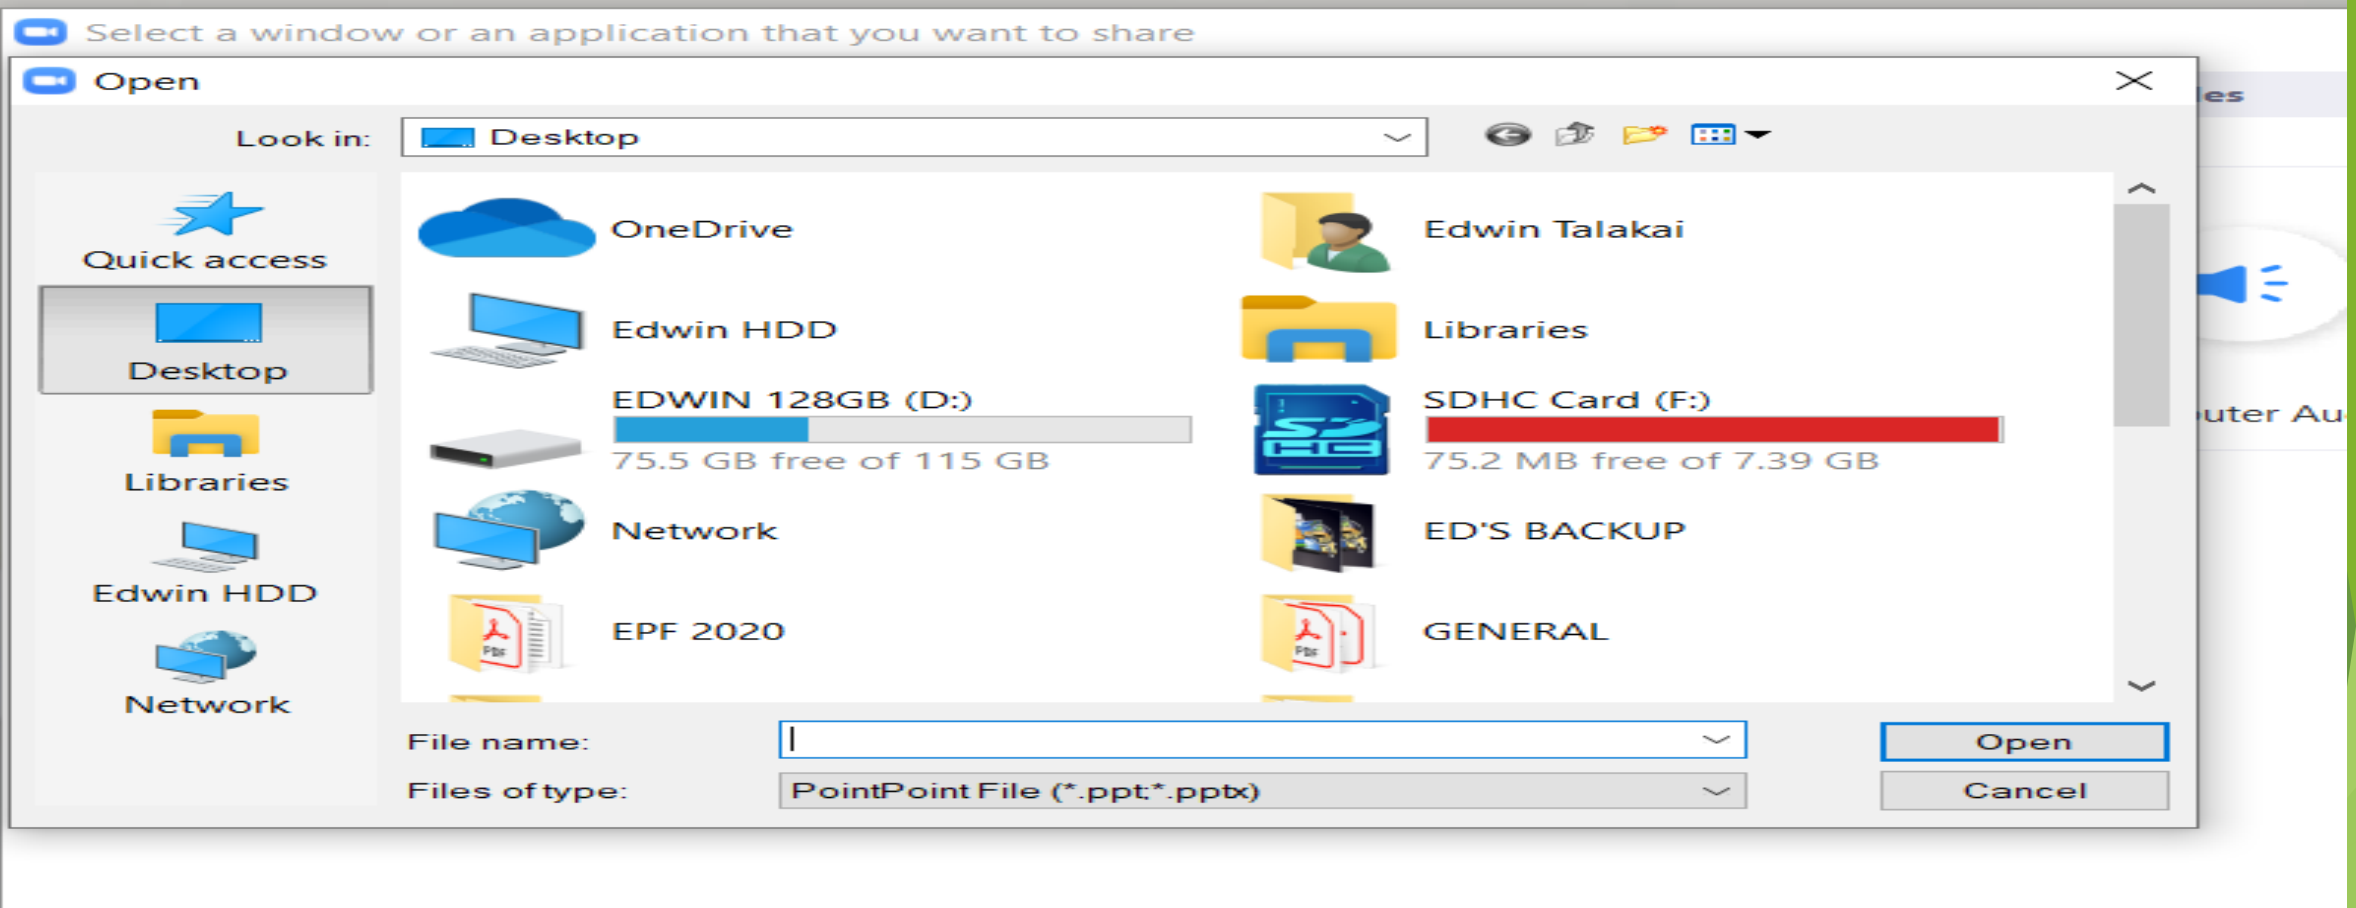 Select a window or an application that you want to share
Open
les
Look in:
Desktop
Quick access
Desktop
Libraries
Edwin HDD
Network
OneDrive
Edwin Talakai
Edwin HDD
Libraries
EDWIN 128GB (D:)
75.5 GB free of 115 GB
SDHC Card (F:)
75.2 MB free of 7.39 GB
Network
ED'S BACKUP
EPF 2020
GENERAL
uter Au
File name:
Open
Files of type:
PointPoint File (*.ppt;*.pptx)
Cancel